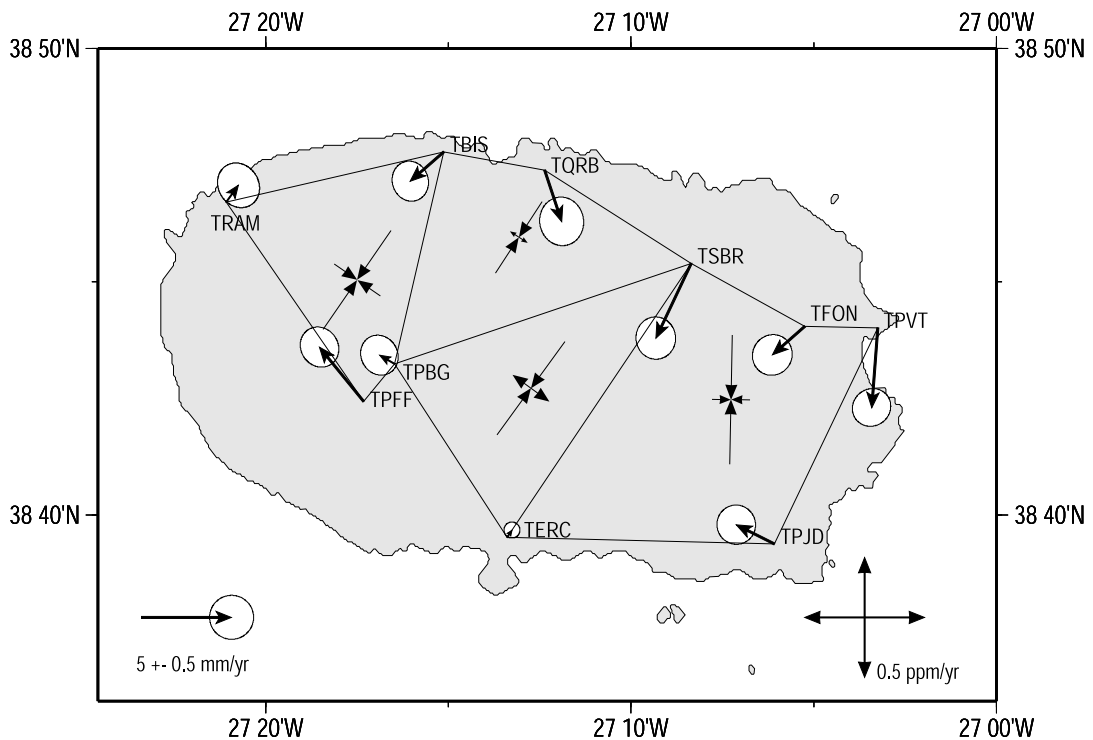 27 20'W 27 10'W 27 00'W
38 50'N 38 50'N
TBIS
TQRB
TRAM
TSBR
TFON
TPVT
TPBG
TPFF
38 40'N 38 40'N
TERC
TPJD
5 +- 0.5 mm/yr
0.5 ppm/yr
27 20'W 27 10'W 27 00'W